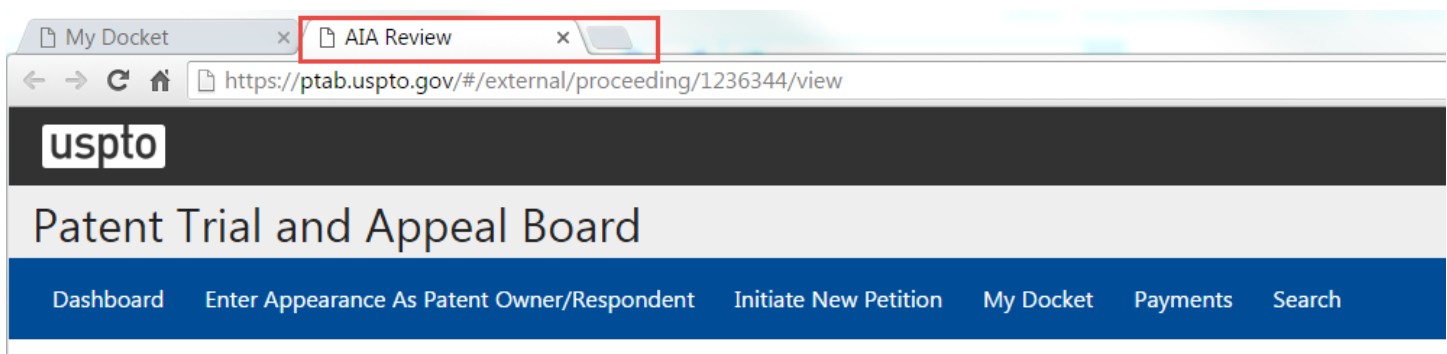 My Docket AIA Review
https://ptab.uspto.gov/#/external/proceeding/1236344/view
uspto
Patent Trial and Appeal Board
Dashboard Enter Appearance As Patent Owner/Respondent Initiate New Petition My Docket Payments Search